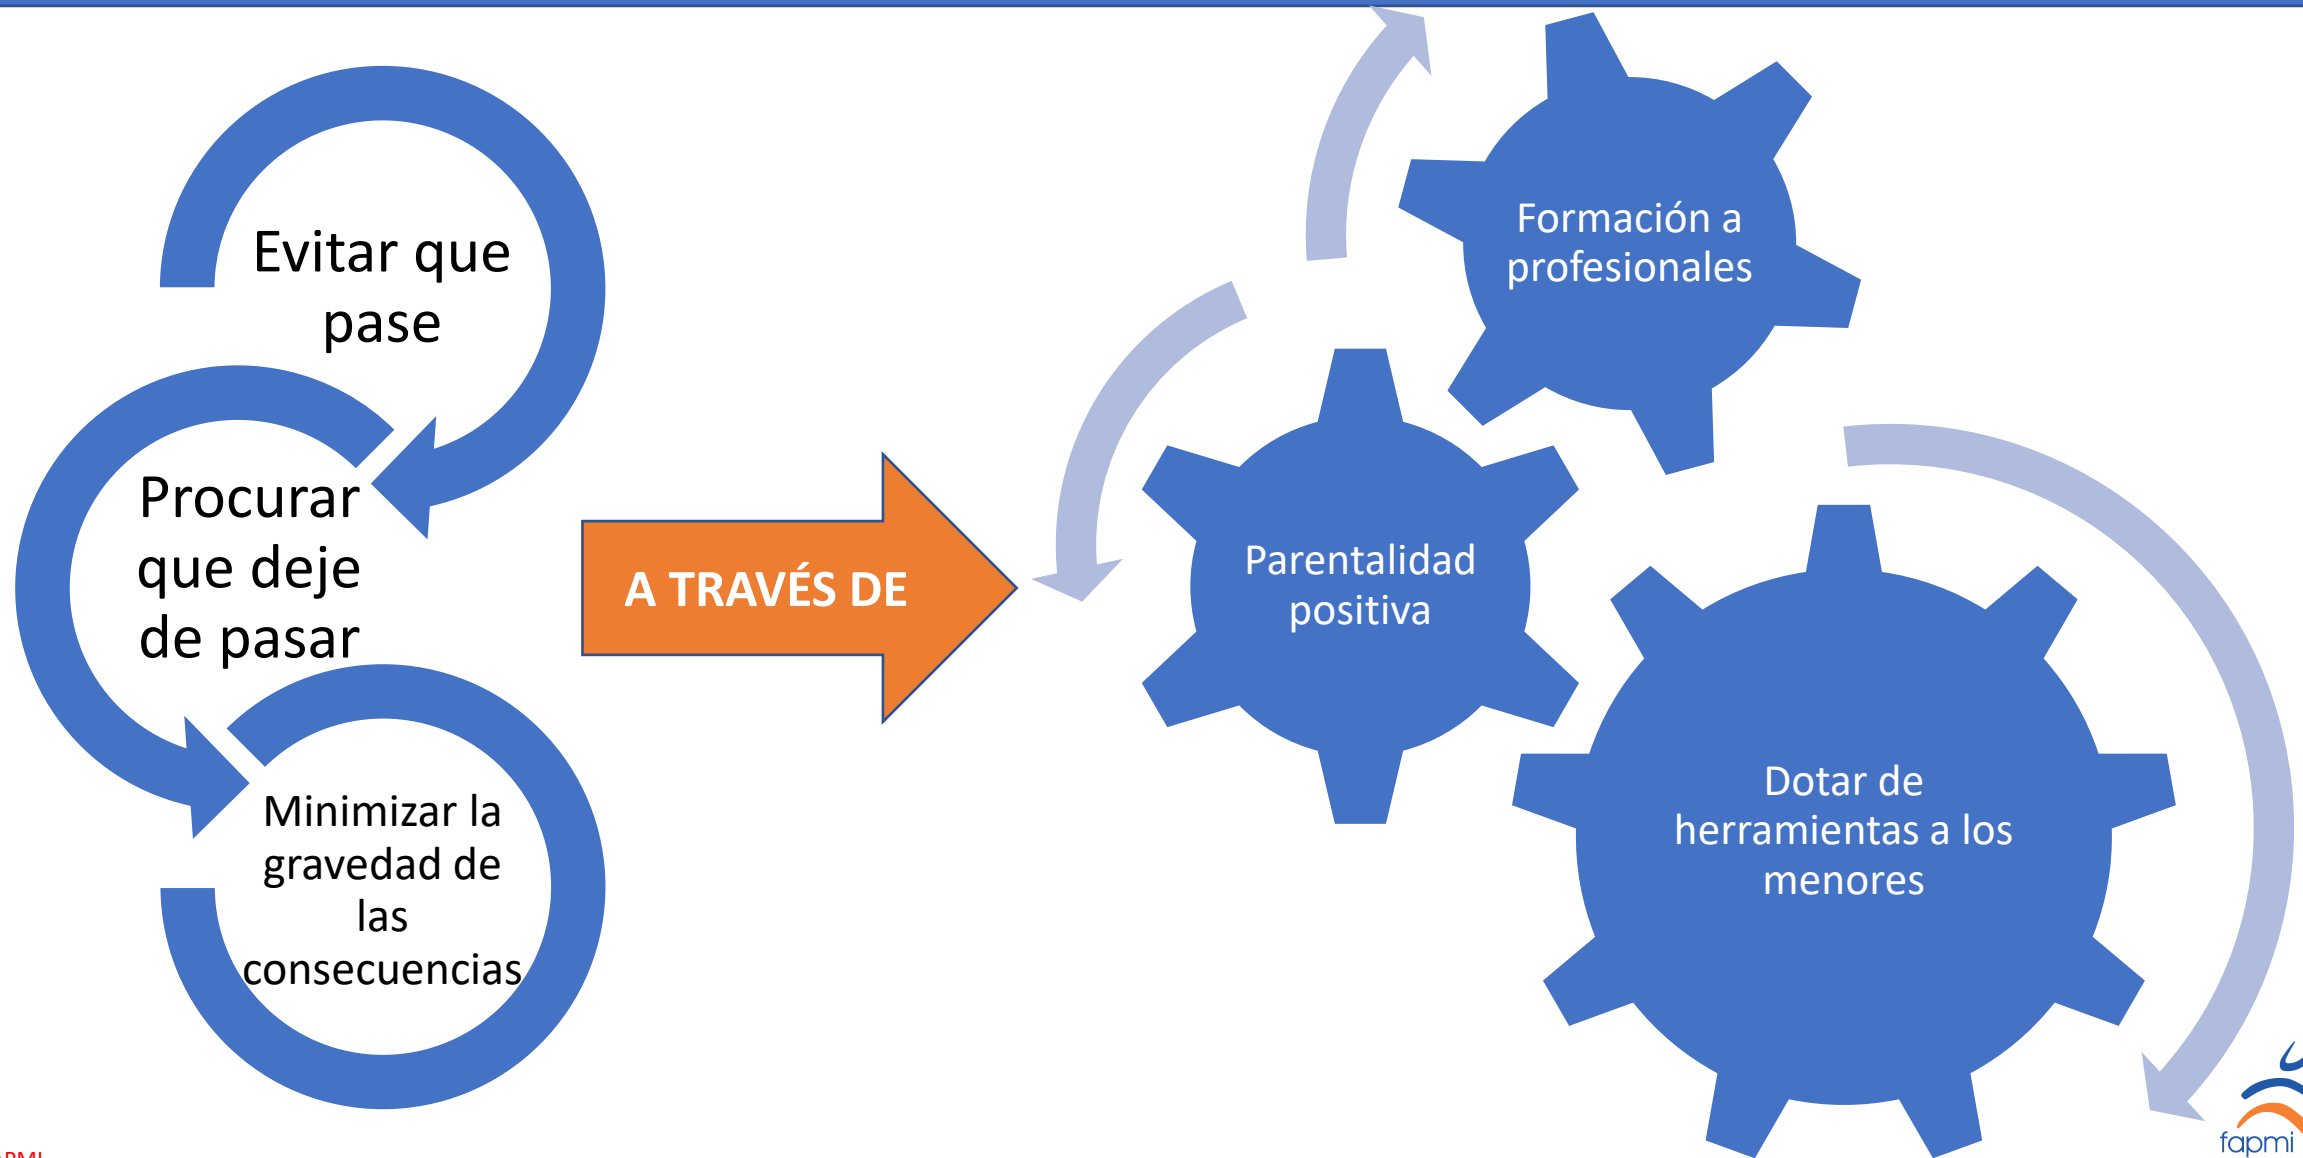 Evitar que
pase
Procurar
que deje
de pasar
Minimizar la
gravedad de
las
consecuencias
A TRAVÉS DE
Formación a
profesionales
Parentalidad
positiva
Dotar de
herramientas a los
menores
fapmi